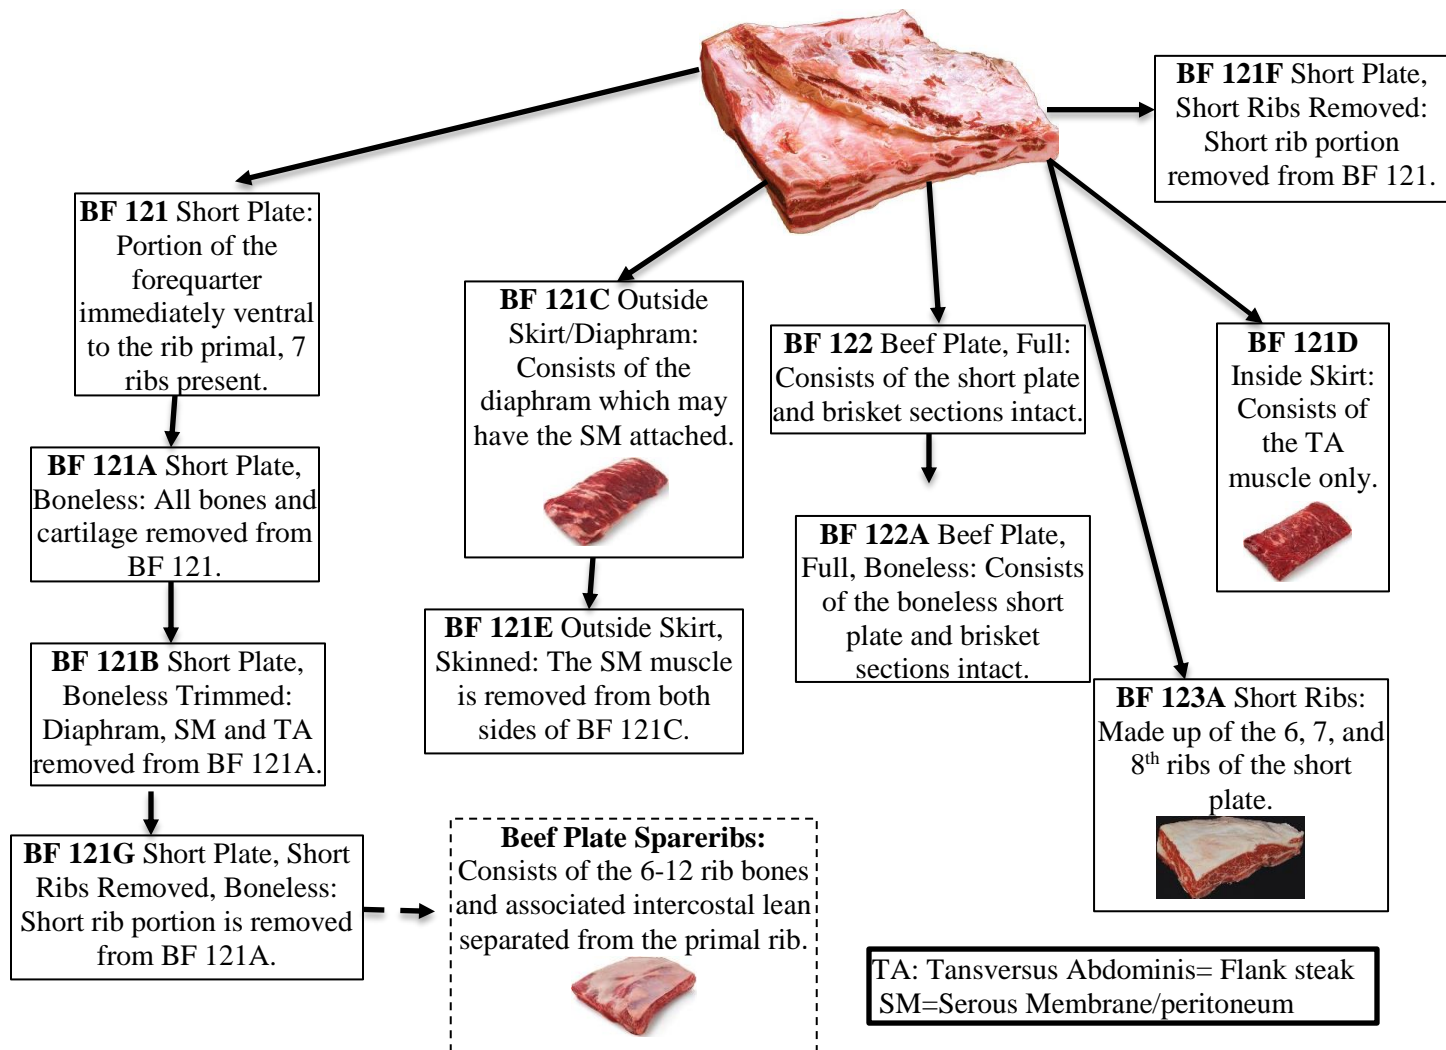 BF 121F Short Plate,
Short Ribs Removed:
Short rib portion
removed from BF 121.
BF 121 Short Plate:
Portion of the
forequarter
immediately ventral
to the rib primal, 7
ribs present.
BF 121C Outside
Skirt/Diaphram:
Consists of the
diaphram which may
have the SM attached.
BF 122 Beef Plate, Full:
Consists of the short plate
and brisket sections intact.
BF 121D
Inside Skirt:
Consists of
the TA
muscle only.
BF 121A Short Plate,
Boneless: All bones and
cartilage removed from
BF 121.
BF 122A Beef Plate,
Full, Boneless: Consists
of the boneless short
plate and brisket
sections intact.
BF 121E Outside Skirt,
Skinned: The SM muscle
is removed from both
sides of BF 121C.
BF 121B Short Plate,
Boneless Trimmed:
Diaphram, SM and TA
removed from BF 121A.
BF 123A Short Ribs:
Made up of the 6, 7, and
8th ribs of the short
plate.
BF 121G Short Plate, Short
Ribs Removed, Boneless:
Short rib portion is removed
from BF 121A.
Beef Plate Spareribs:
Consists of the 6-12 rib bones
and associated intercostal lean
separated from the primal rib.
TA: Tansversus Abdominis= Flank steak
SM=Serous Membrane/peritoneum